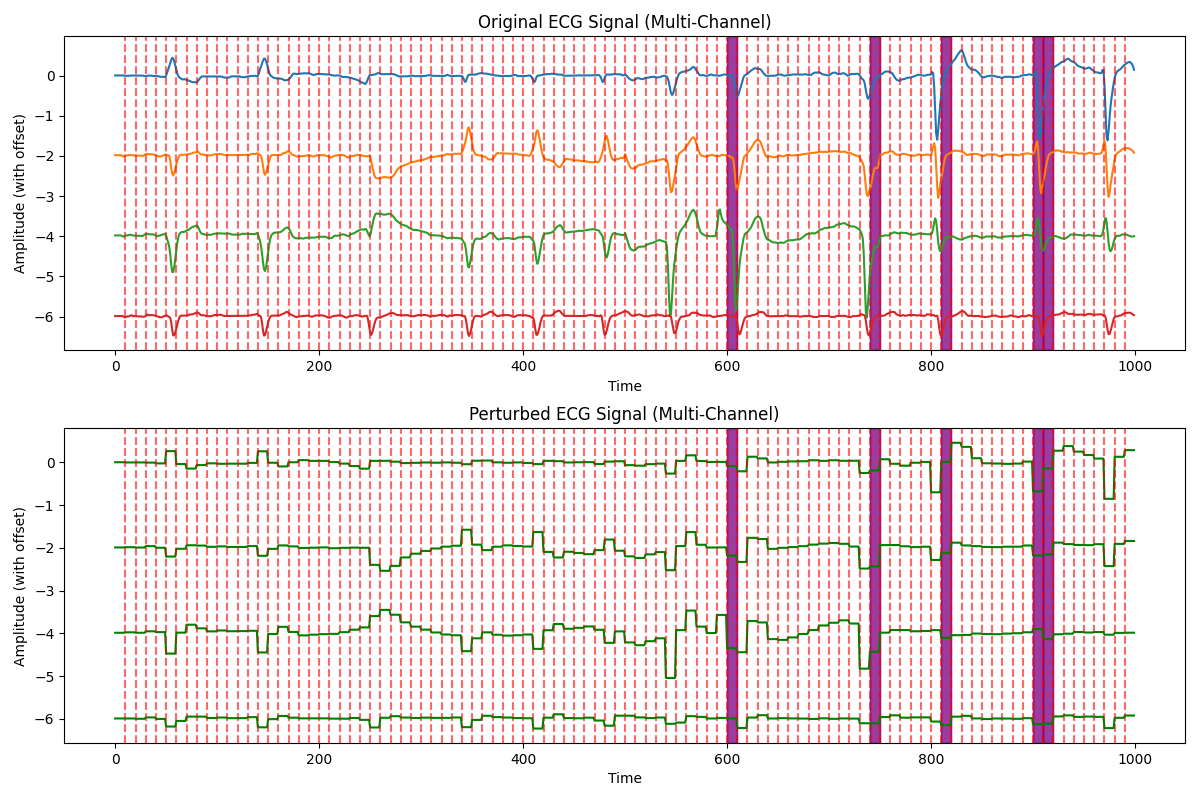 Original ECG Signal (Multi-Channel)
Amplitude (with offset)
0
−1
−2
−3
−4
−5
−6
0 200 400 600 800 1000
Time
Perturbed ECG Signal (Multi-Channel)
Amplitude (with offset)
0
−1
−2
−3
−4
−5
−6
0 200 400 600 800 1000
Time